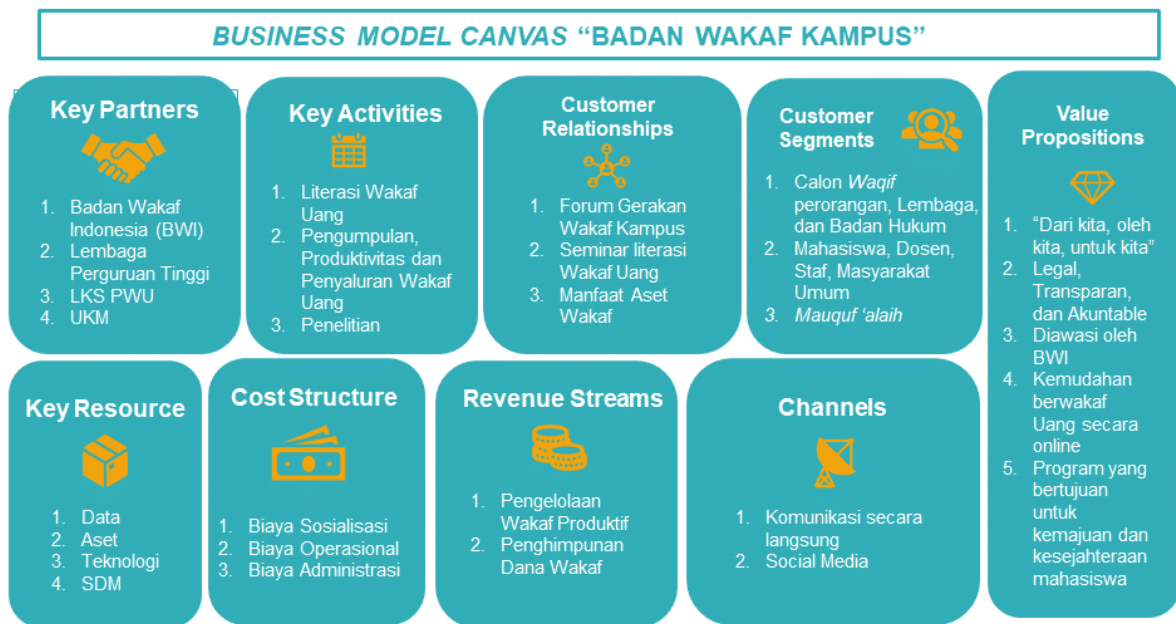 BUSINESS MODEL CANVAS “BADAN WAKAF KAMPUS”
Key Partners
1. Badan Wakaf
Indonesia (BWI)
2. Lembaga
Perguruan Tinggi
3. LKS PWU
4. UKM
Key Activities
1. Literasi Wakaf
Uang
2. Pengumpulan,
Produktivitas dan
Penyaluran Wakaf
Uang
3. Penelitian
Customer
Relationships
1. Forum Gerakan
Wakaf Kampus
2. Seminar literasi
Wakaf Uang
3. Manfaat Aset
Wakaf
Customer
Segments
1. Calon Waqif
perorangan, Lembaga,
dan Badan Hukum
2. Mahasiswa, Dosen,
Staf, Masyarakat
Umum
3. Mauquf ‘alaih
Value
Propositions
1. “Dari kita, oleh
kita, untuk kita”
2. Legal,
Transparan,
dan Akuntable
3. Diawasi oleh
BWI
4. Kemudahan
berwakaf
Uang secara
online
5. Program yang
bertujuan
untuk
kemajuan dan
kesejahteraan
mahasiswa
Key Resource
1. Data
2. Aset
3. Teknologi
4. SDM
Cost Structure
1. Biaya Sosialisasi
2. Biaya Operasional
3. Biaya Administrasi
Revenue Streams
1. Pengelolaan
Wakaf Produktif
2. Penghimpunan
Dana Wakaf
Channels
1. Komunikasi secara
langsung
2. Social Media